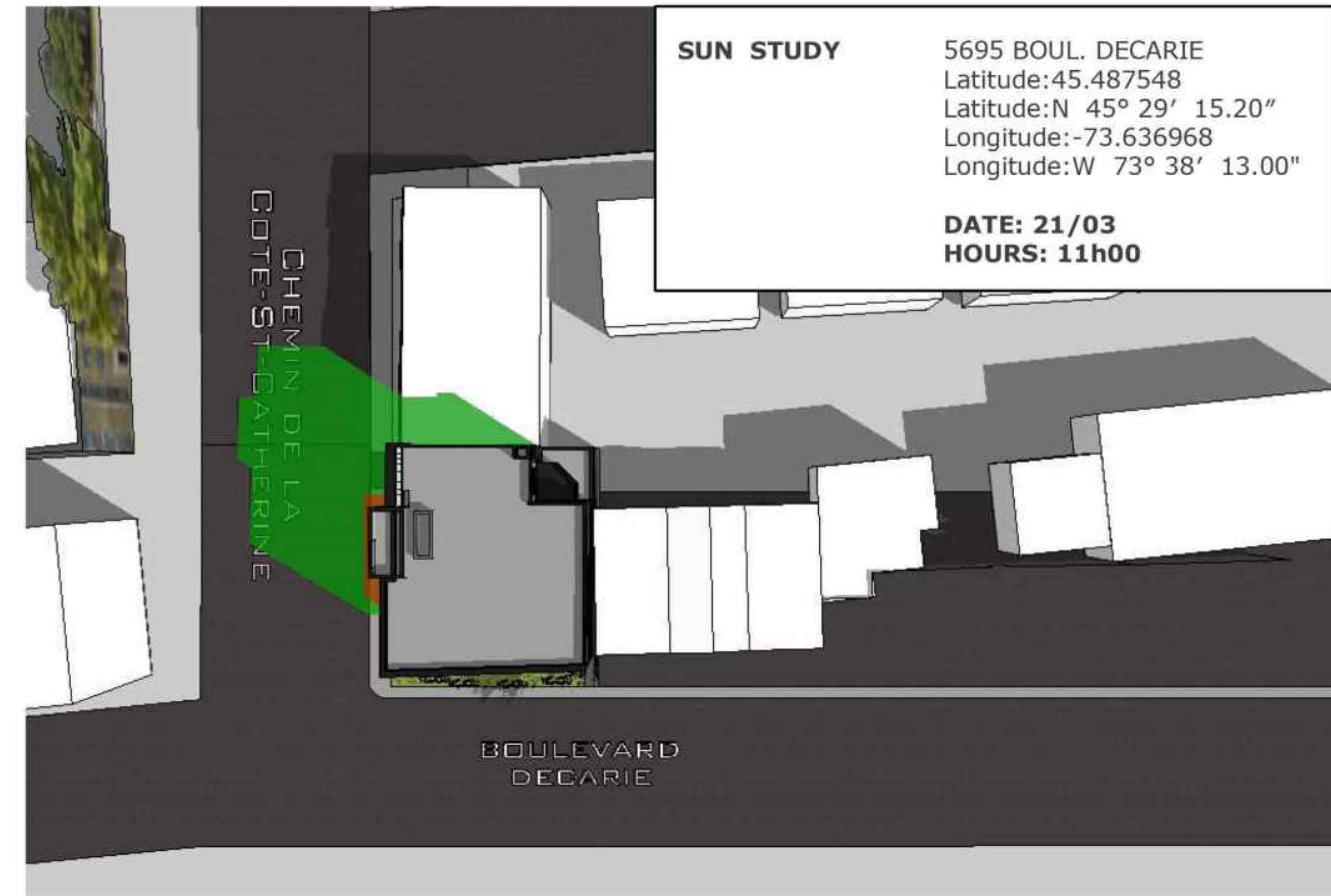 SUN STUDY
5695 BOUL. DECARIE
Latitude:45.487548
Latitude:N 45° 29′ 15.20″
Longitude:-73.636968
Longitude:W 73° 38′ 13.00"
DATE: 21/03
HOURS: 11h00
CHEMIN DE LA
COTE-ST-CATHERINE
BOULEVARD
DECARIE